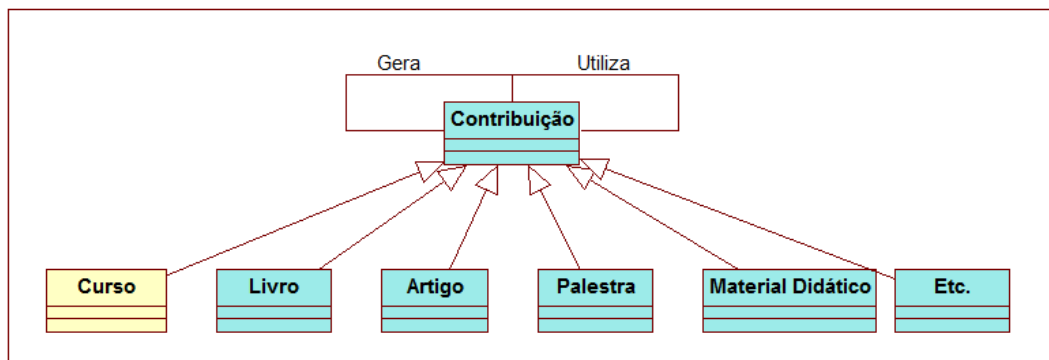 Gera
Utiliza
Contribuição
Curso
Livro
Artigo
Palestra
Material Didático
Etc.